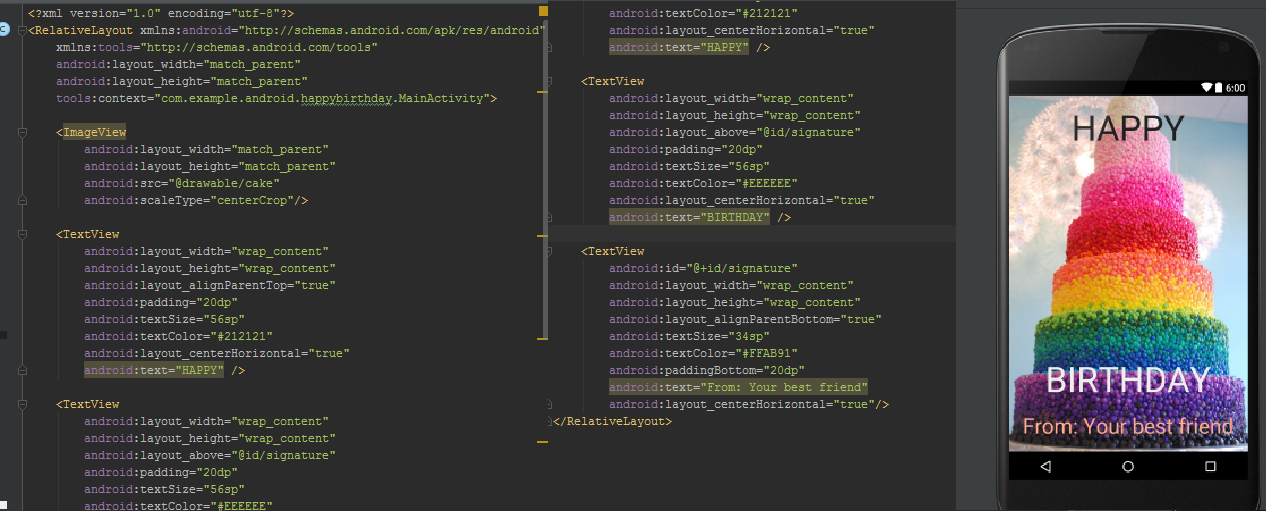 <?xml version="1.0" encoding="utf-8"?>
<RelativeLayout xmlns:android="http://schemas.android.com/apk/res/android"
xmlns:tools="http://schemas.android.com/tools"
android:layout_width="match_parent"
android:layout_height="match_parent"
tools:context="com.example.android.happybirthday.MainActivity">
<ImageView
android:layout_width="match_parent"
android:layout_height="match_parent"
android:src="@drawable/cake"
android:scaleType="centerCrop"/>
<TextView
android:layout_width="wrap_content"
android:layout_height="wrap_content"
android:layout_alignParentTop="true"
android:padding="20dp"
android:textSize="56sp"
android:textColor="#212121"
android:layout_centerHorizontal="true"
android:text="HAPPY" />
<TextView
android:layout_width="wrap_content"
android:layout_height="wrap_content"
android:layout_above="@id/signature"
android:padding="20dp"
android:textSize="56sp"
android:textColor="#EEEEEE"
android:textColor="#212121"
android:layout_centerHorizontal="true"
android:text="HAPPY" />
<TextView
android:layout_width="wrap_content"
android:layout_height="wrap_content"
android:layout_above="@id/signature"
android:padding="20dp"
android:textSize="56sp"
android:textColor="#EEEEEE"
android:layout_centerHorizontal="true"
android:text="BIRTHDAY" />
<TextView
android:id="@+id/signature"
android:layout_width="wrap_content"
android:layout_height="wrap_content"
android:layout_alignParentBottom="true"
android:textSize="34sp"
android:textColor="#FFAB91"
android:paddingBottom="20dp"
android:text="From: Your best friend"
android:layout_centerHorizontal="true"/>
</RelativeLayout>
6:00
HAPPY
BIRTHDAY
From: Your best friend